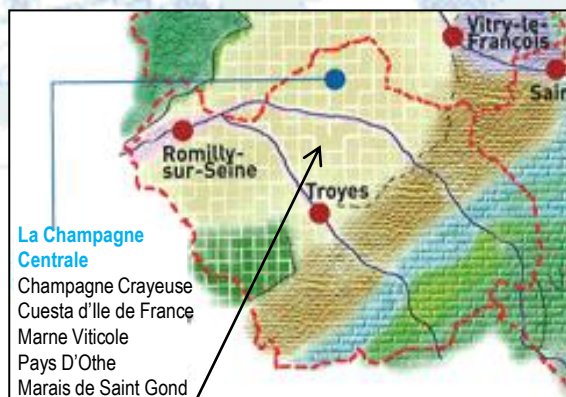 Vitry-le-
François
Sain
Romilly-
sur-Seine
Troyes
La Champagne
Centrale
Champagne Crayeuse
Cuesta d'Ile de France
Marne Viticole
Pays D'Othe
Marais de Saint Gond